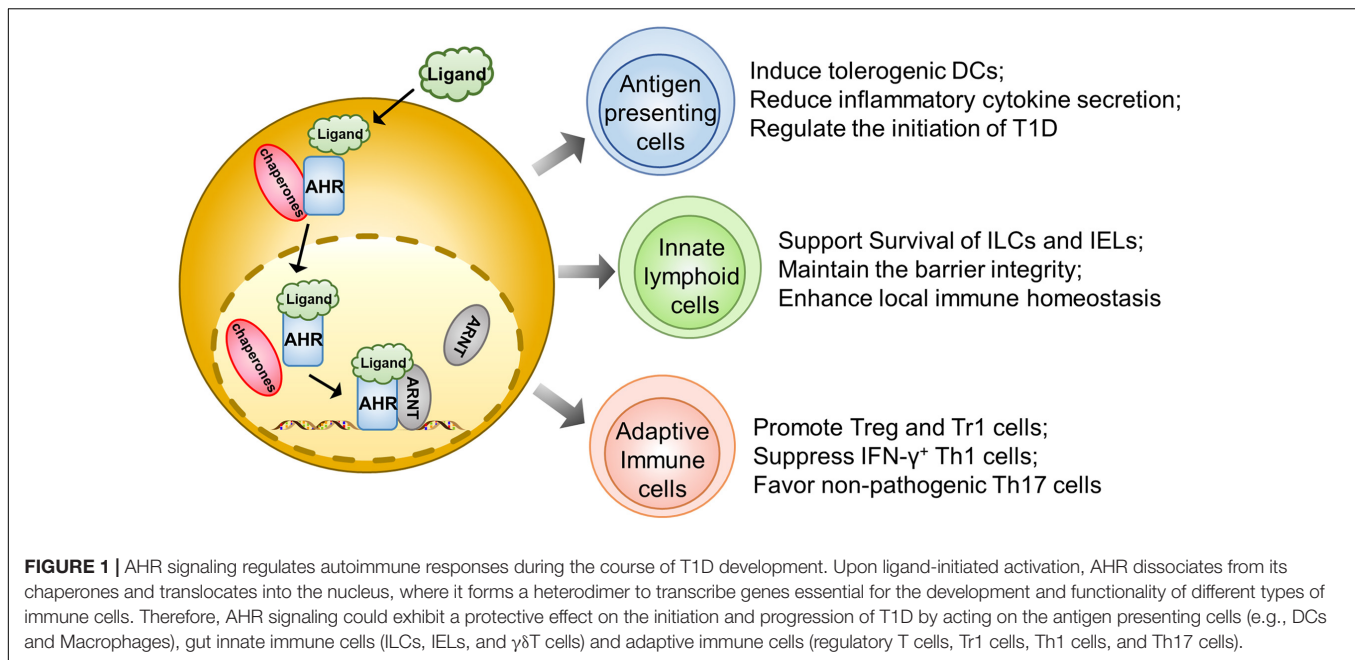 Ligand
Ligand
chaperones
AHR
Ligand
AHR
chaperones
ARNT
Ligand
AHR
ARNT
Antigen
presenting
cells
Induce tolerogenic DCs;
Reduce inflammatory cytokine secretion;
Regulate the initiation of T1D
Innate
lymphoid
cells
Support Survival of ILCs and IELs;
Maintain the barrier integrity;
Enhance local immune homeostasis
Adaptive
Immune
cells
Promote Treg and Tr1 cells;
Suppress IFN-γ⁺ Th1 cells;
Favor non-pathogenic Th17 cells
FIGURE 1 | AHR signaling regulates autoimmune responses during the course of T1D development. Upon ligand-initiated activation, AHR dissociates from its
chaperones and translocates into the nucleus, where it forms a heterodimer to transcribe genes essential for the development and functionality of different types of
immune cells. Therefore, AHR signaling could exhibit a protective effect on the initiation and progression of T1D by acting on the antigen presenting cells (e.g., DCs
and Macrophages), gut innate immune cells (ILCs, IELs, and γδT cells) and adaptive immune cells (regulatory T cells, Tr1 cells, Th1 cells, and Th17 cells).